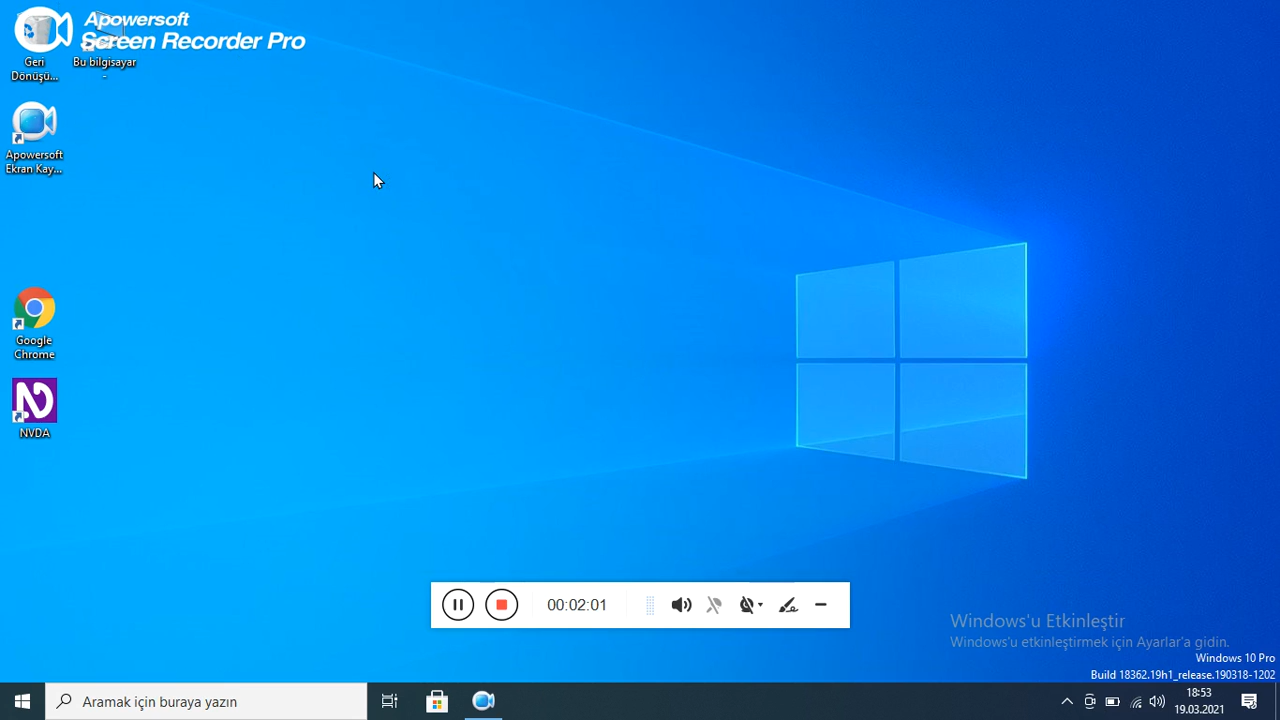 Apowersoft
Screen Recorder Pro
Geri
Dönüşü...
Bu bilgisayar
-
Apowersoft
Ekran Kay...
Google
Chrome
NVDA
00:02:01
Windows'u Etkinleştir
Windows'u etkinleştirmek için Ayarlar'a gidin.
Windows 10 Pro
Build 18362.19h1_release.190318-1202
Aramak için buraya yazın
18:53
19.03.2021